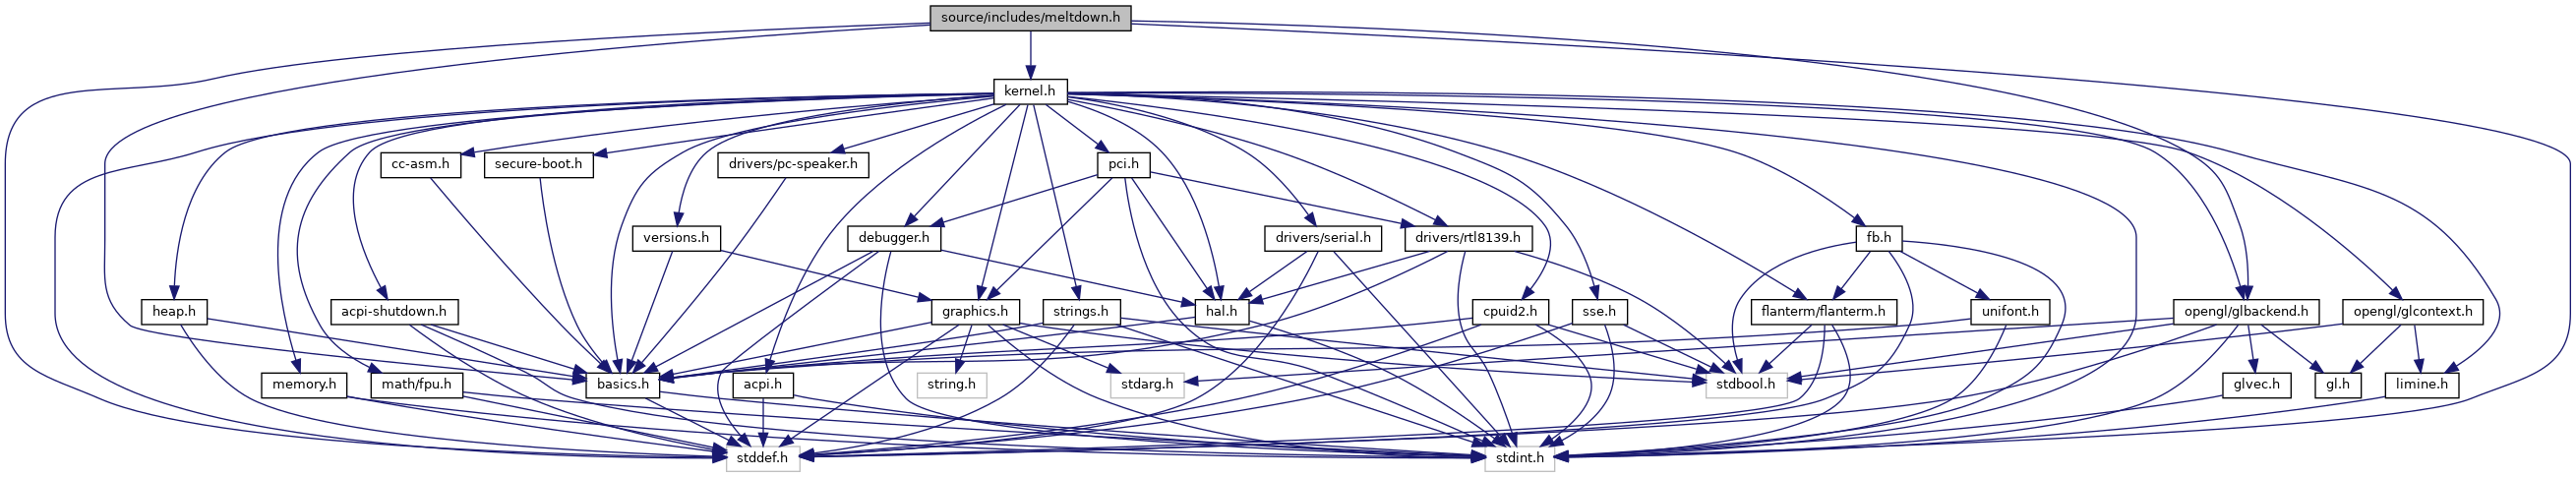 source/includes/meltdown.h
kernel.h
cc-asm.h
secure-boot.h
drivers/pc-speaker.h
pci.h
versions.h
debugger.h
drivers/serial.h
drivers/rtl8139.h
fb.h
heap.h
acpi-shutdown.h
graphics.h
strings.h
hal.h
cpuid2.h
sse.h
flanterm/flanterm.h
unifont.h
opengl/glbackend.h
opengl/glcontext.h
memory.h
math/fpu.h
basics.h
acpi.h
string.h
stdarg.h
stdbool.h
glvec.h
gl.h
limine.h
stddef.h
stdint.h